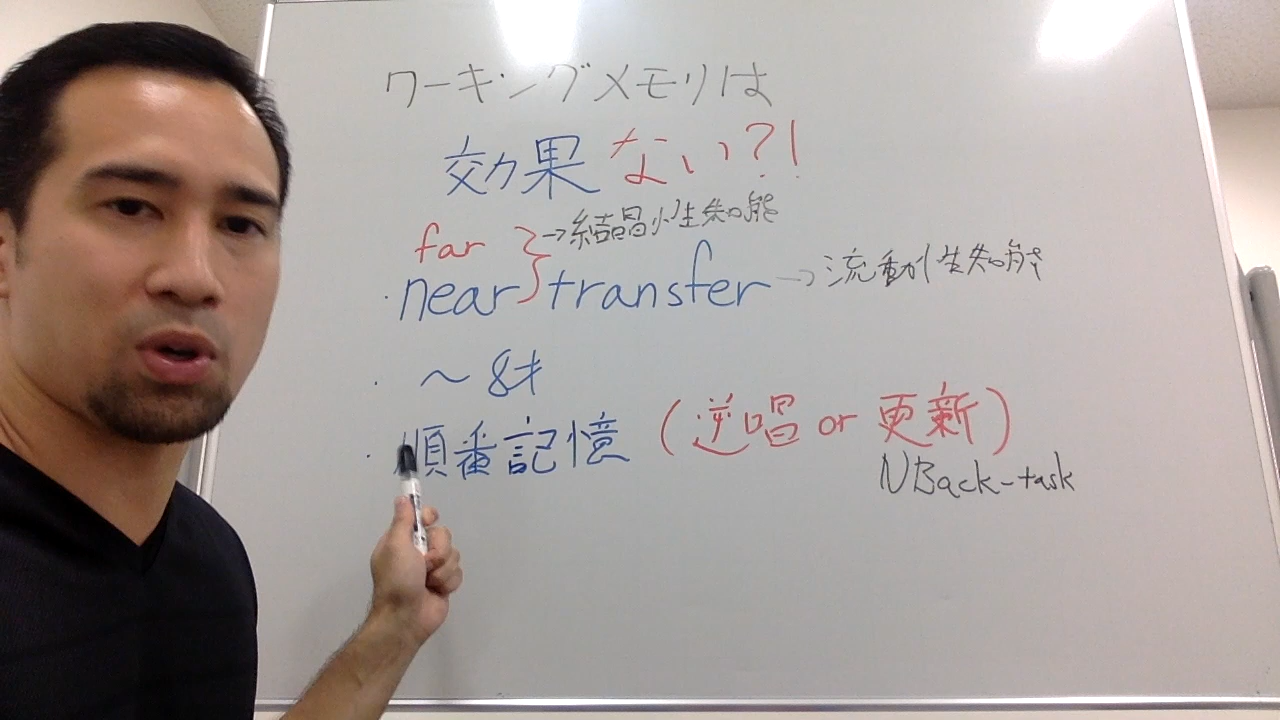 ワーキングメモリは
効果ない?!
far }→結晶性知能
・near transfer→流動性知能
・~8才
・順番記憶(逆唱or更新)
NBack-task